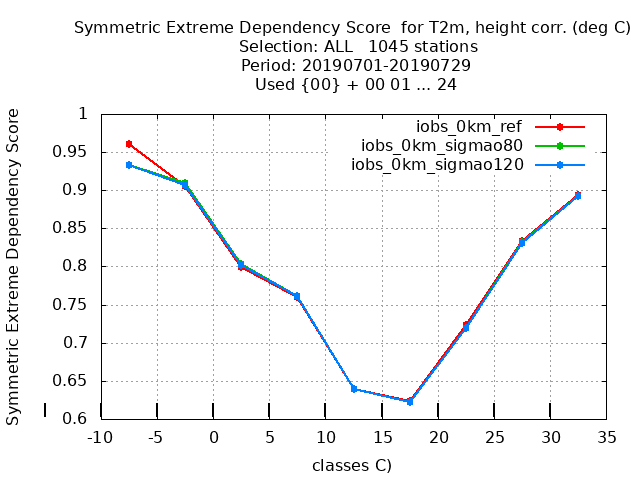 Symmetric Extreme Dependency Score  for T2m, height corr. (deg C)
Selection: ALL   1045 stations
Period: 20190701-20190729
Used {00} + 00 01 ... 24
Symmetric Extreme Dependency Score
iobs_0km_ref
iobs_0km_sigmao80
iobs_0km_sigmao120
1
0.95
0.9
0.85
0.8
0.75
0.7
0.65
0.6
-10 -5 0 5 10 15 20 25 30 35
classes C)